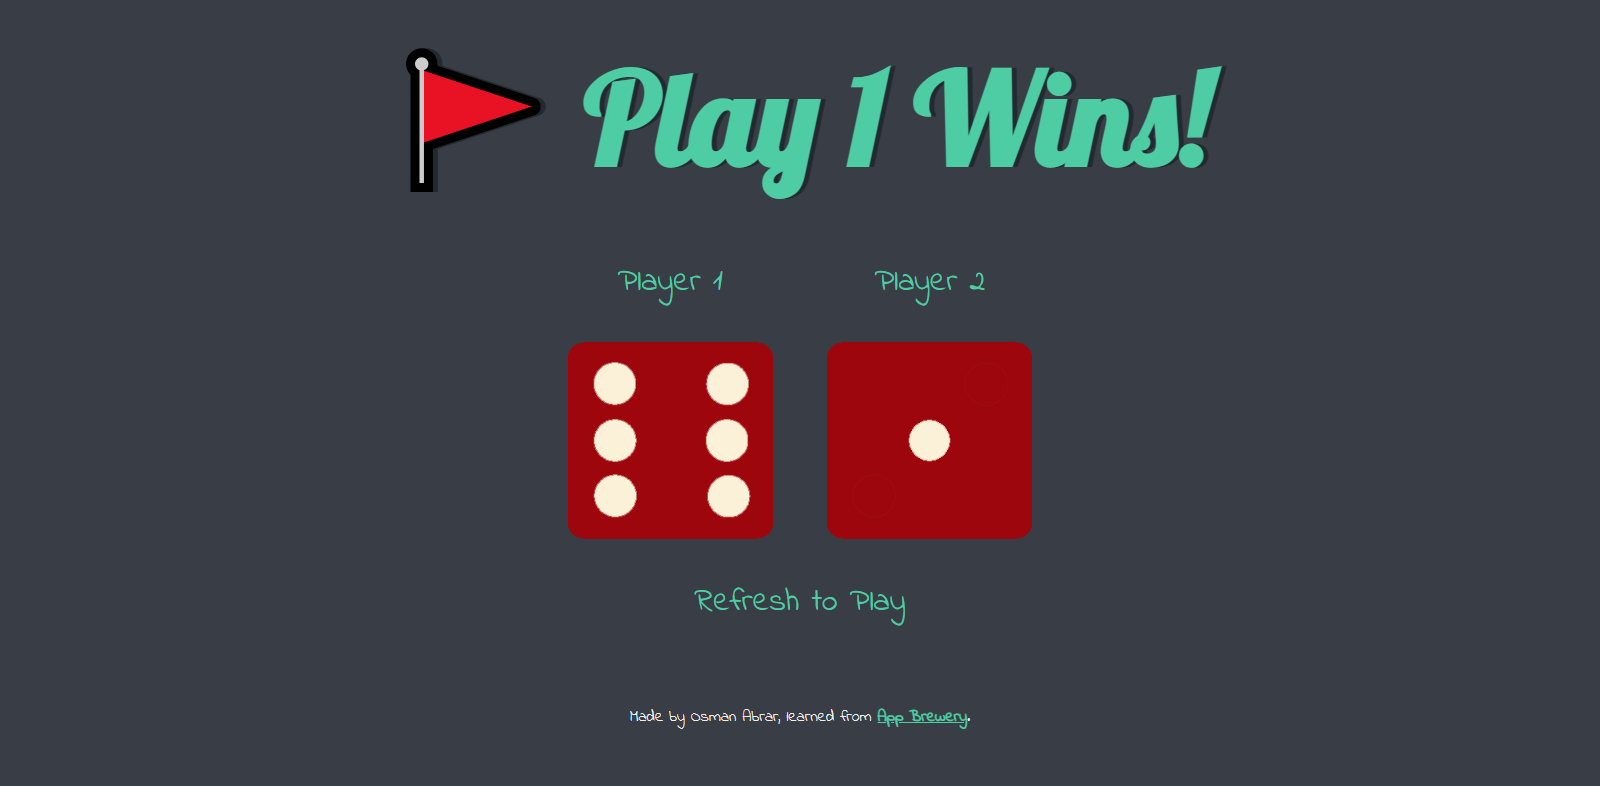 Play 1 Wins!
Player 1 Player 2
Refresh to Play
Made by Osman Abrar, learned from App Brewery.